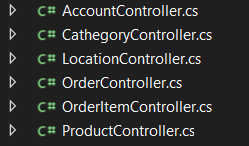 C# AccountController.cs
C# CathegoryController.cs
C# LocationController.cs
C# OrderController.cs
C# OrderItemController.cs
C# ProductController.cs